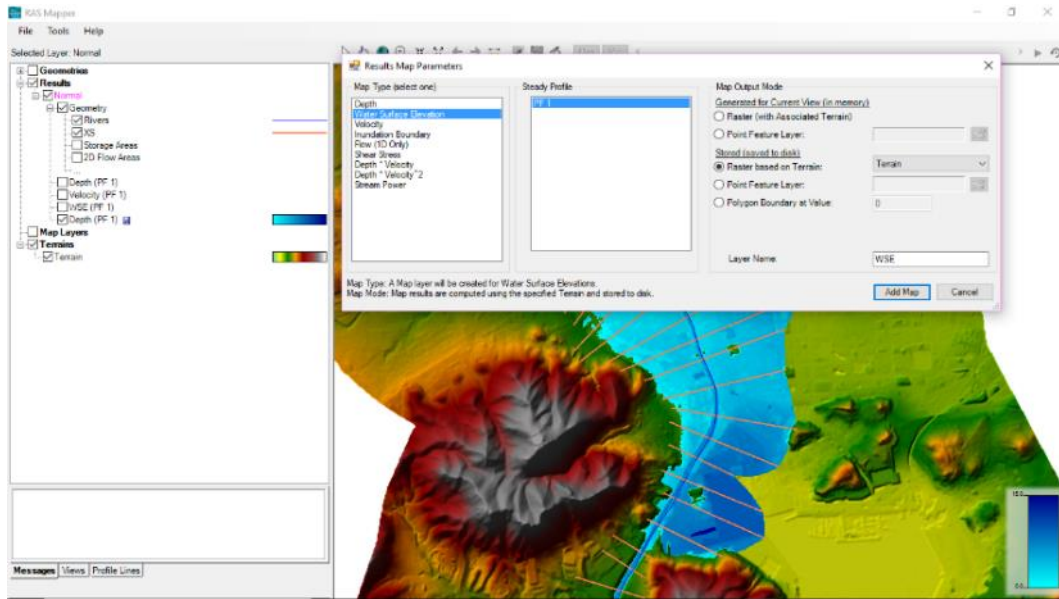 RAS Mapper
File Tools Help
Selected Layer: Normal
Geometries
Results
Normal
Geometry
Rivers
XS
Storage Areas
2D Flow Areas
...
Depth (PF 1)
Velocity (PF 1)
WSE (PF 1)
Depth (PF 1)
Map Layers
Terrains
Terrain
Messages Views Profile Lines
Results Map Parameters
Map Type (select one)
Depth
Water Surface Elevation
Velocity
Inundation Boundary
Flow (1D Only)
Shear Stress
Depth * Velocity
Depth * Velocity^2
Stream Power
Steady Profile
PF 1
Map Output Mode
Generated for Current View (in memory)
Raster (with Associated Terrain)
Point Feature Layer:
Stored (saved to disk)
Raster based on Terrain: Terrain
Point Feature Layer:
Polygon Boundary at Value: 0
Layer Name: WSE
Map Type: A Map layer will be created for Water Surface Elevations.
Map Mode: Map results are computed using the specified Terrain and stored to disk.
Add Map Cancel
15.0
0.0